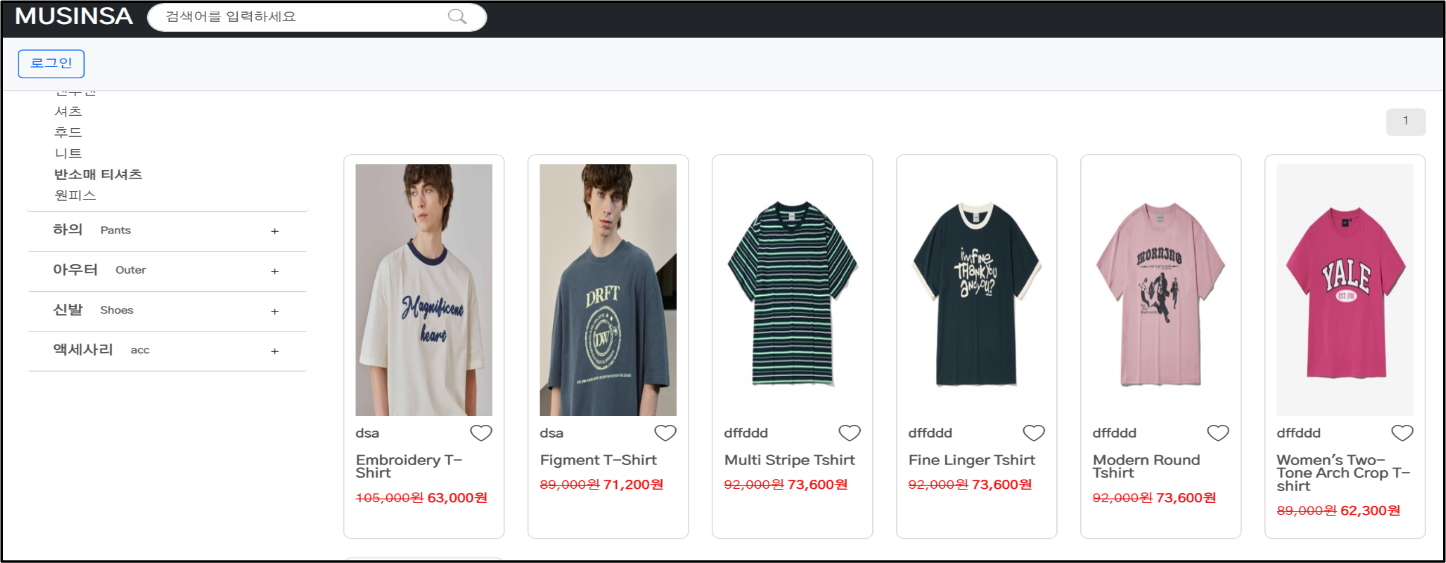 MUSINSA 검색어를 입력하세요
로그인
셔츠
후드
니트
반소매 티셔츠
원피스
하의 Pants +
아우터 Outer +
신발 Shoes +
액세사리 acc +
1
Magnificent
heart
dsa
Embroidery T-
Shirt
105,000원 63,000원
DRFT
DW
dsa
Figment T-Shirt
89,000원 71,200원
dffddd
Multi Stripe Tshirt
92,000원 73,600원
i'm fine
THANK YOU
and you?
dffddd
Fine Linger Tshirt
92,000원 73,600원
MORNING
dffddd
Modern Round
Tshirt
92,000원 73,600원
YALE
dffddd
Women's Two-
Tone Arch Crop T-
shirt
89,000원 62,300원